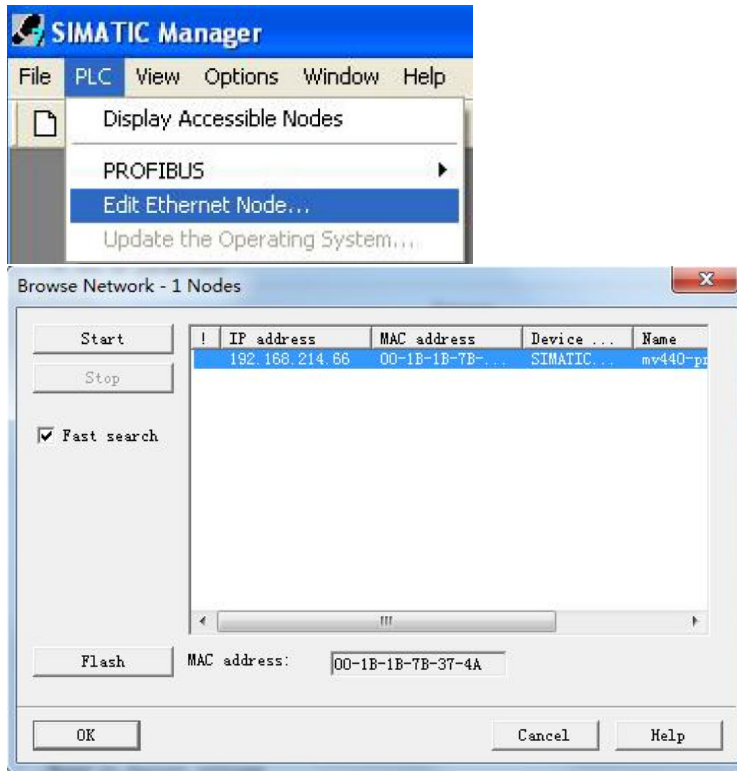 SIMATIC Manager
File PLC View Options Window Help
Display Accessible Nodes
PROFIBUS
Edit Ethernet Node...
Update the Operating System...
Browse Network - 1 Nodes
Start
! IP address MAC address Device ... Name
192.168.214.66 00-1B-1B-7B-... SIMATIC... mv440-pr
Stop
Fast search
Flash MAC address: 00-1B-1B-7B-37-4A
OK Cancel Help